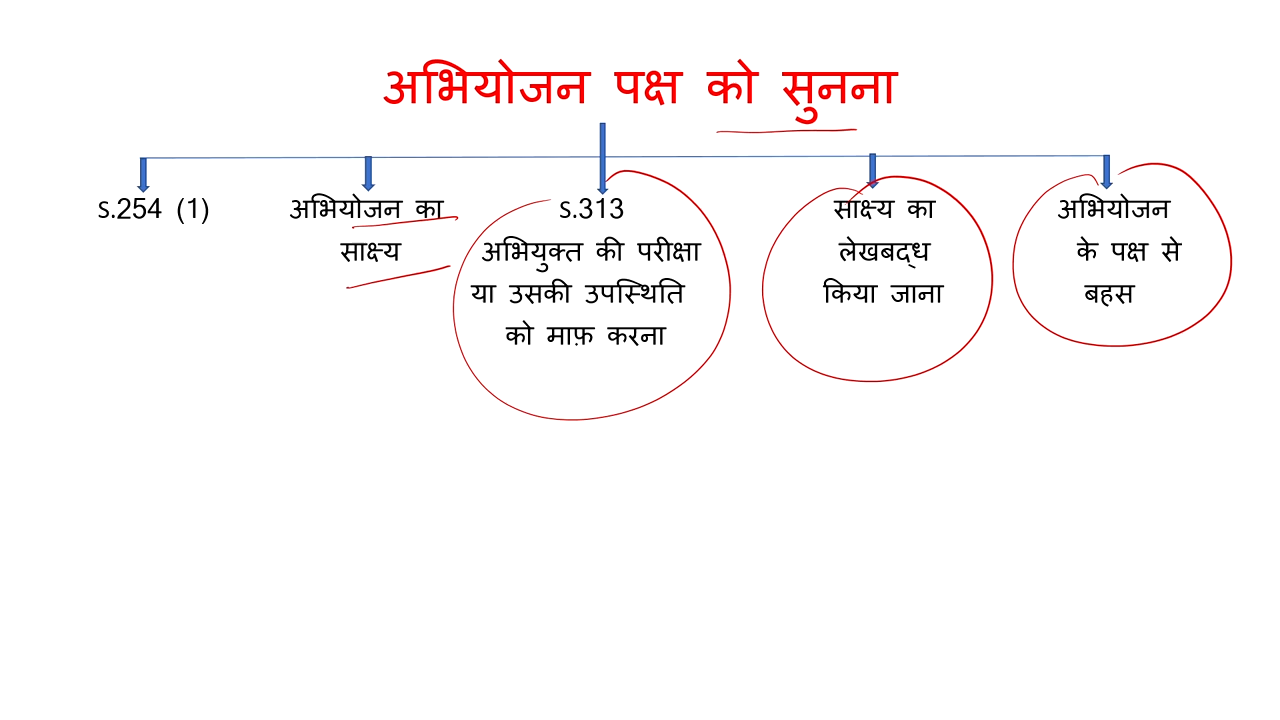 अभियोजन पक्ष को सुनना
s.254 (1)
अभियोजन का
साक्ष्य
s.313
अभियुक्त की परीक्षा
या उसकी उपस्थिति
को माफ़ करना
साक्ष्य का
लेखबद्ध
किया जाना
अभियोजन
के पक्ष से
बहस